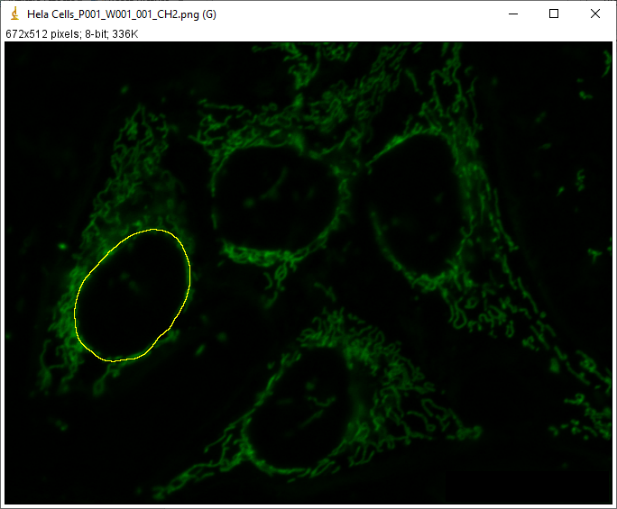 Hela Cells_P001_W001_001_CH2.png (G)
672x512 pixels; 8-bit; 336K